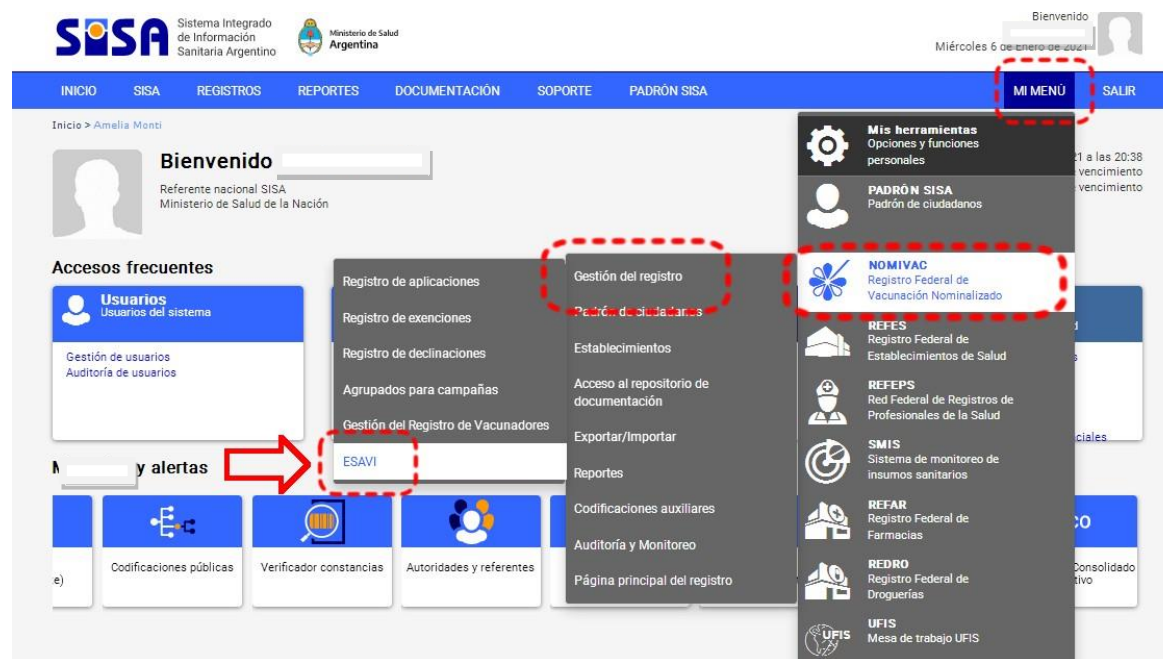 SISA
Sistema Integrado
de Información
Sanitaria Argentino
Ministerio de Salud
Argentina
Bienvenido
Miércoles 6 de enero de 2021
INICIO SISA REGISTROS REPORTES DOCUMENTACIÓN SOPORTE PADRÓN SISA MI MENÚ SALIR
Inicio > Amelia Monti
Bienvenido
Referente nacional SISA
Ministerio de Salud de la Nación
21 a las 20:38
vencimiento
vencimiento
Mis herramientas
Opciones y funciones
personales
PADRÓN SISA
Padrón de ciudadanos
NOMIVAC
Registro Federal de
Vacunación Nominalizado
REFES
Registro Federal de
Establecimientos de Salud
REFEPS
Red Federal de Registros de
Profesionales de la Salud
SMIS
Sistema de monitoreo de
insumos sanitarios
REFAR
Registro Federal de
Farmacias
REDRO
Registro Federal de
Droguerías
UFIS
UFIS
Mesa de trabajo UFIS
Gestión del registro
Padrón de ciudadanos
Establecimientos
Acceso al repositorio de
documentación
Exportar/Importar
Reportes
Codificaciones auxiliares
Auditoría y Monitoreo
Página principal del registro
Registro de aplicaciones
Registro de exenciones
Registro de declinaciones
Agrupados para campañas
Gestión del Registro de Vacunadores
ESAVI
Accesos frecuentes
Usuarios
Usuarios del sistema
Gestión de usuarios
Auditoría de usuarios
ciales
y alertas
e)
Codificaciones públicas
Verificador constancias
Autoridades y referentes
CO
Consolidado
tivo